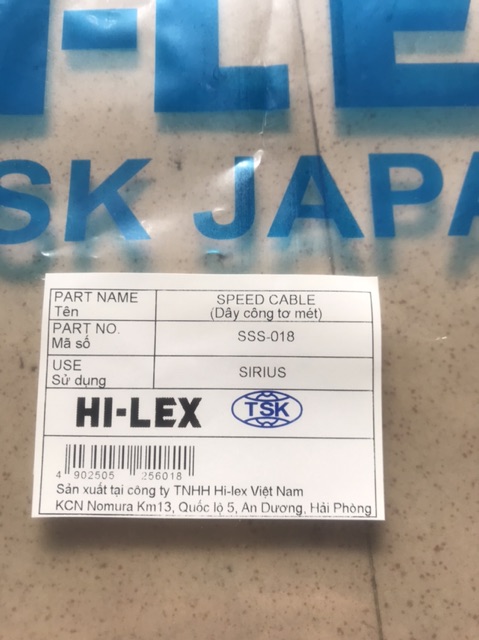 I-LE
SK JAPA
PART NAME SPEED CABLE
Tên (Dây công tơ mét)
PART NO. SSS-018
Mã số
USE SIRIUS
Sử dụng
HI-LEX TSK
4 902505 256018
Sản xuất tại công ty TNHH Hi-lex Việt Nam
KCN Nomura Km13, Quốc lộ 5, An Dương, Hải Phòng